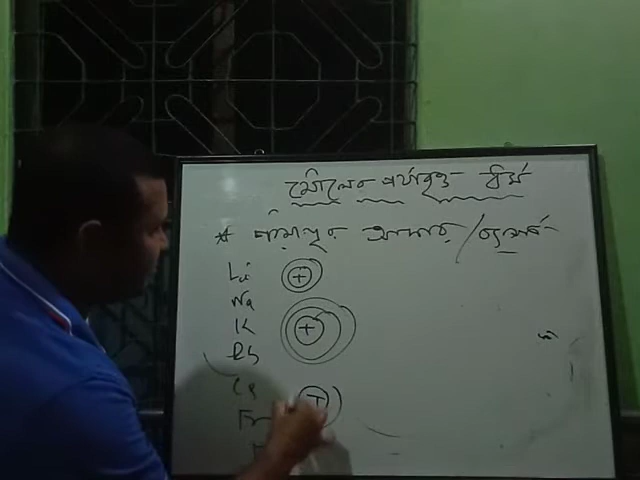 মৌলের পর্যাবৃত্ত ধর্ম
* পরমাণুর আকার/ব্যাসার্ধ
Li +
Na
K +
Rb
Cs +
Fr